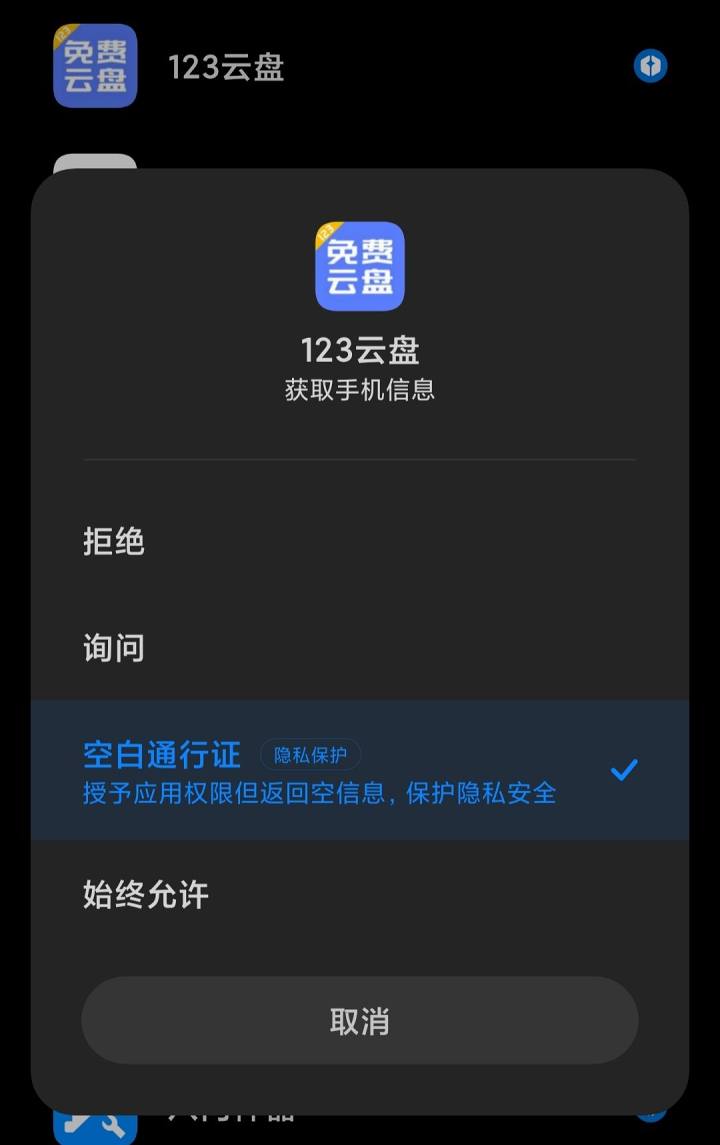 123
免费
云盘
123云盘
123
免费
云盘
123云盘
获取手机信息
拒绝
询问
空白通行证
隐私保护
授予应用权限但返回空信息，保护隐私安全
始终允许
取消